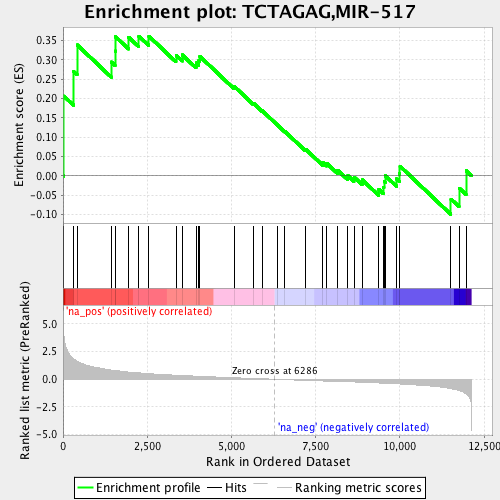 Enrichment plot: TCTAGAG,MIR-517
Enrichment score (ES)
0.35
0.30
0.25
0.20
0.15
0.10
0.05
0.00
-0.05
-0.10
'na_pos' (positively correlated)
Ranked list metric (PreRanked)
5.0
2.5
0.0
-2.5
-5.0
Zero cross at 6286
'na_neg' (negatively correlated)
0
2,500
5,000
7,500
10,000
12,500
Rank in Ordered Dataset
Enrichment profile
Hits
Ranking metric scores